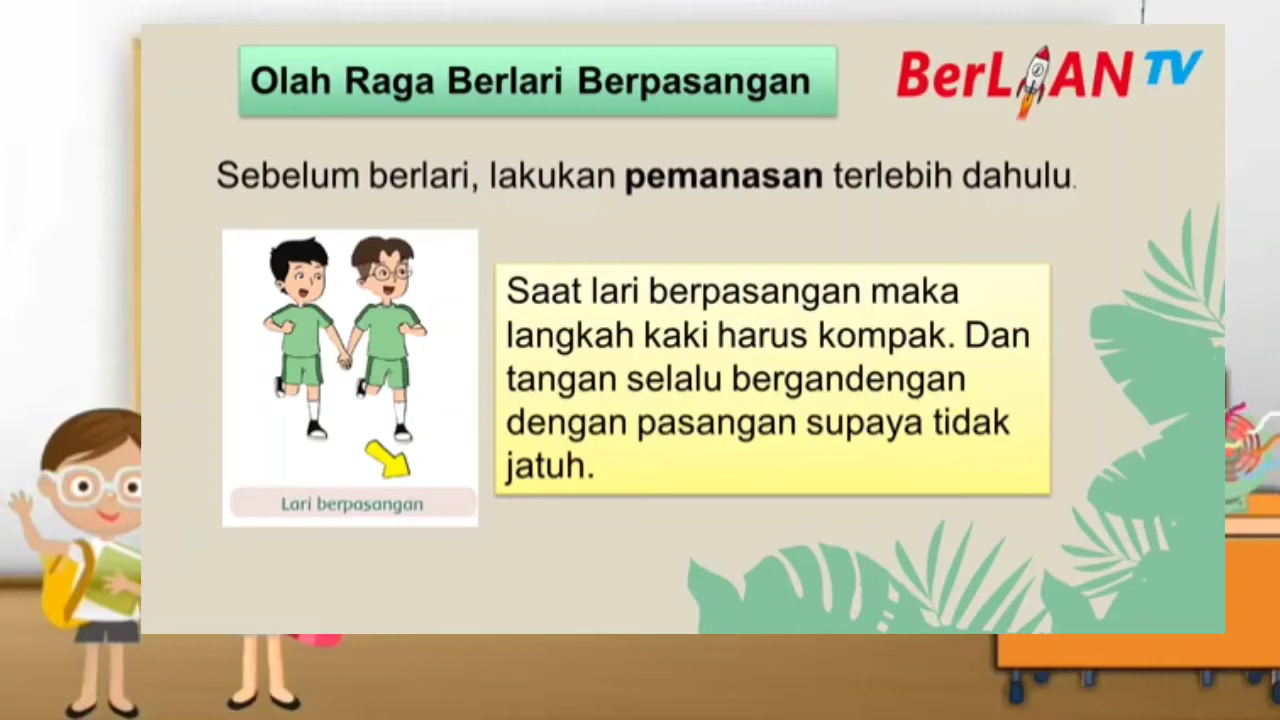 Olah Raga Berlari Berpasangan
BerLIAN TV
Sebelum berlari, lakukan pemanasan terlebih dahulu.
Saat lari berpasangan maka
langkah kaki harus kompak. Dan
tangan selalu bergandengan
dengan pasangan supaya tidak
jatuh.
Lari berpasangan